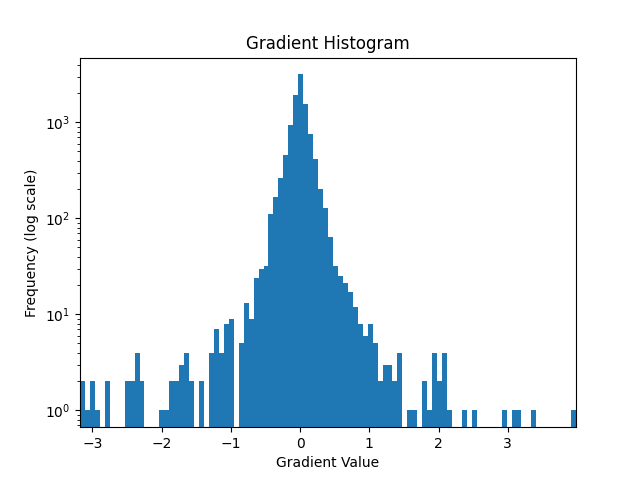 Gradient Histogram
Frequency (log scale)
10³
10²
10¹
10⁰
−3 −2 −1 0 1 2 3
Gradient Value